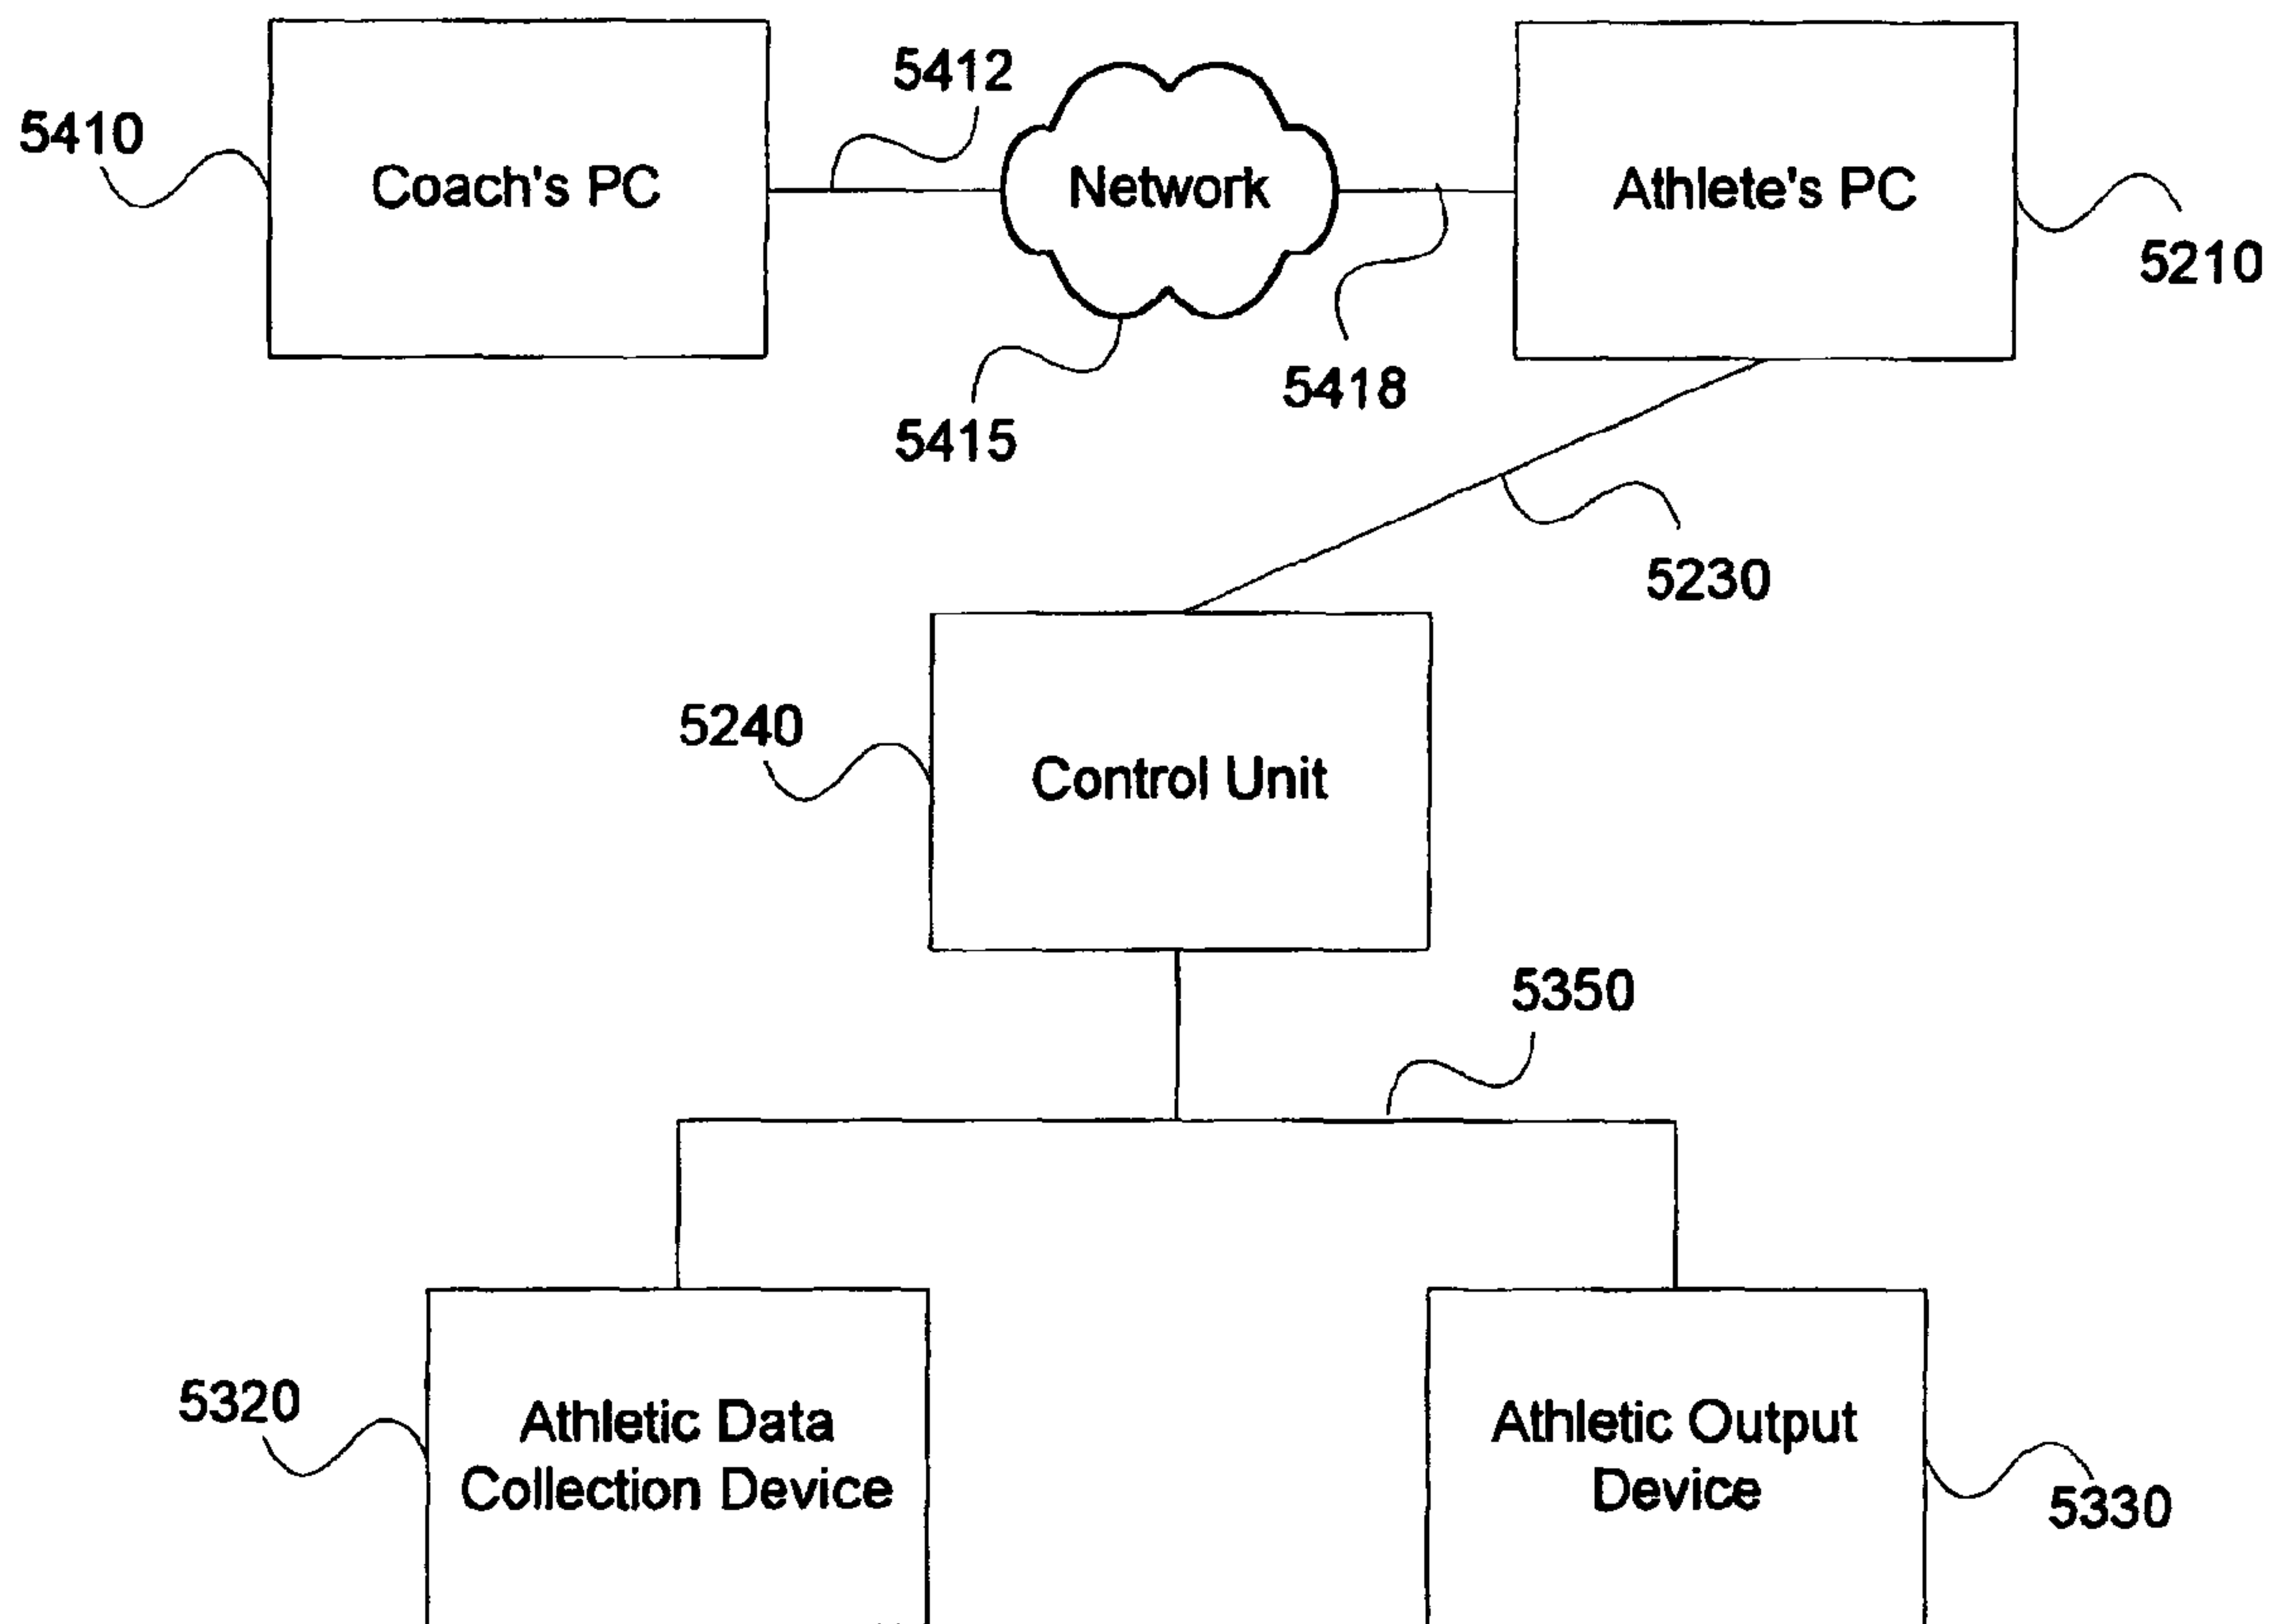 5412
5410
Coach's PC
Network
Athlete's PC
5210
5418
5415
5230
5240
Control Unit
5350
5320
Athletic Data
Collection Device
Athletic Output
Device
5330